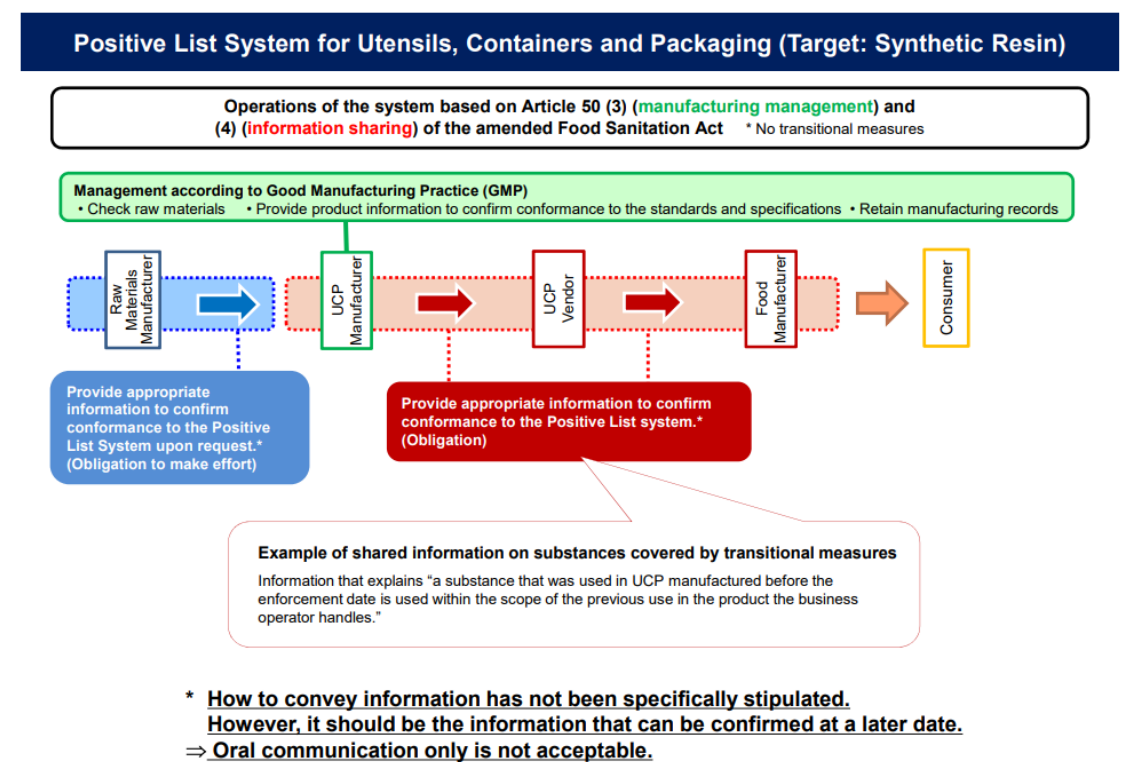 Positive List System for Utensils, Containers and Packaging (Target: Synthetic Resin)
Operations of the system based on Article 50 (3) (manufacturing management) and
(4) (information sharing) of the amended Food Sanitation Act * No transitional measures
Management according to Good Manufacturing Practice (GMP)
• Check raw materials • Provide product information to confirm conformance to the standards and specifications • Retain manufacturing records
Raw
Materials
Manufacturer
UCP
Manufacturer
UCP
Vendor
Food
Manufacturer
Consumer
Provide appropriate
information to confirm
conformance to the Positive
List System upon request.*
(Obligation to make effort)
Provide appropriate information to confirm
conformance to the Positive List system.*
(Obligation)
Example of shared information on substances covered by transitional measures
Information that explains “a substance that was used in UCP manufactured before the
enforcement date is used within the scope of the previous use in the product the business
operator handles.”
* How to convey information has not been specifically stipulated.
However, it should be the information that can be confirmed at a later date.
⇒ Oral communication only is not acceptable.